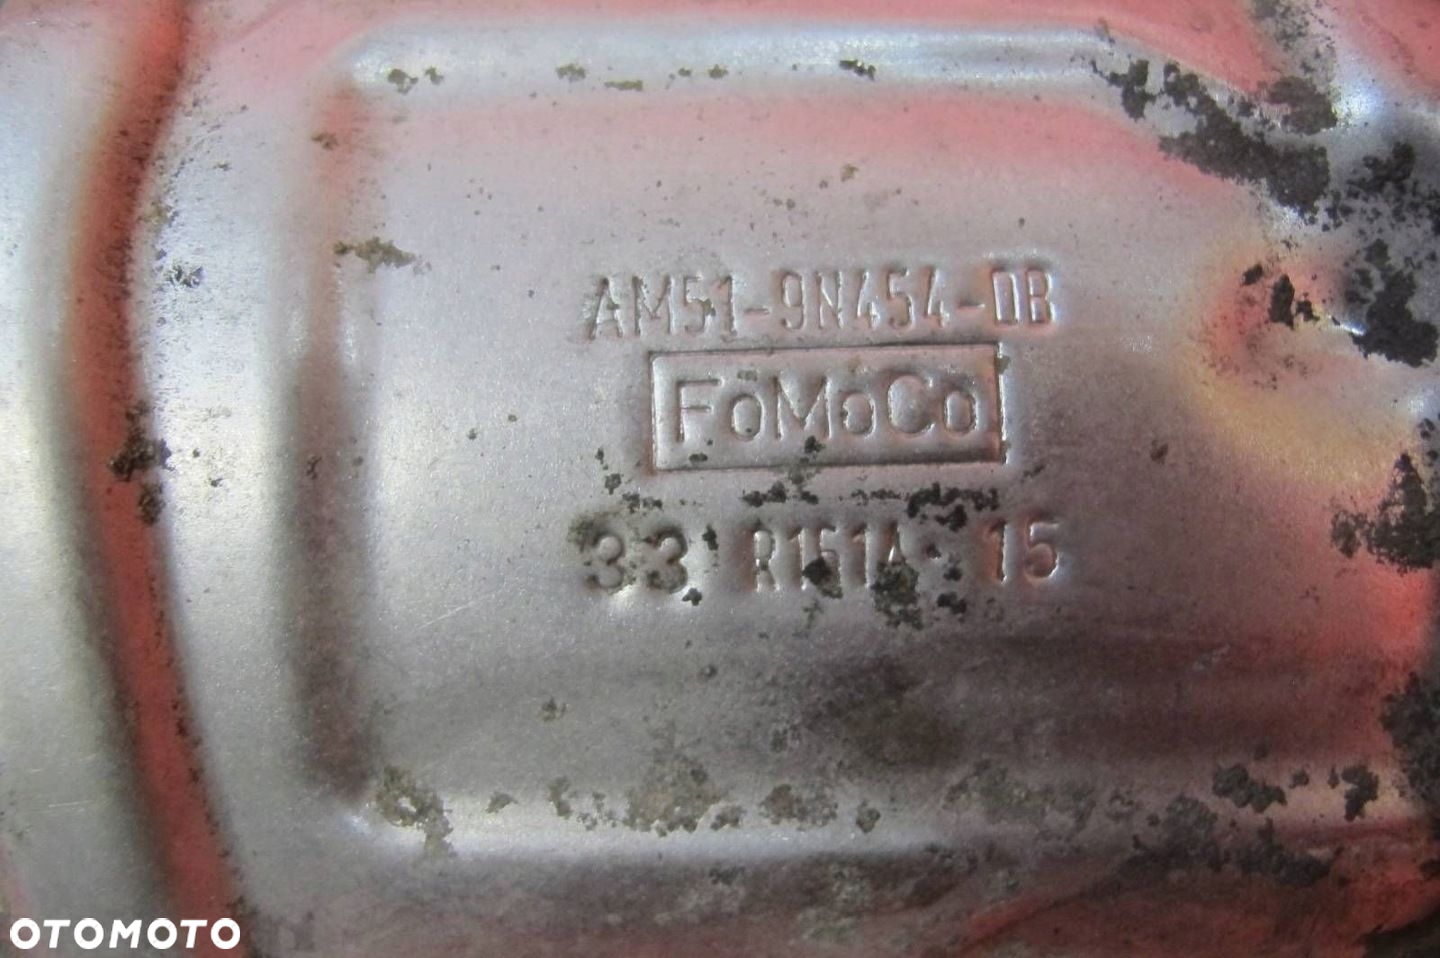 AM51-9N454-DB
FoMoCo
33 R151A 15
OTOMOTO